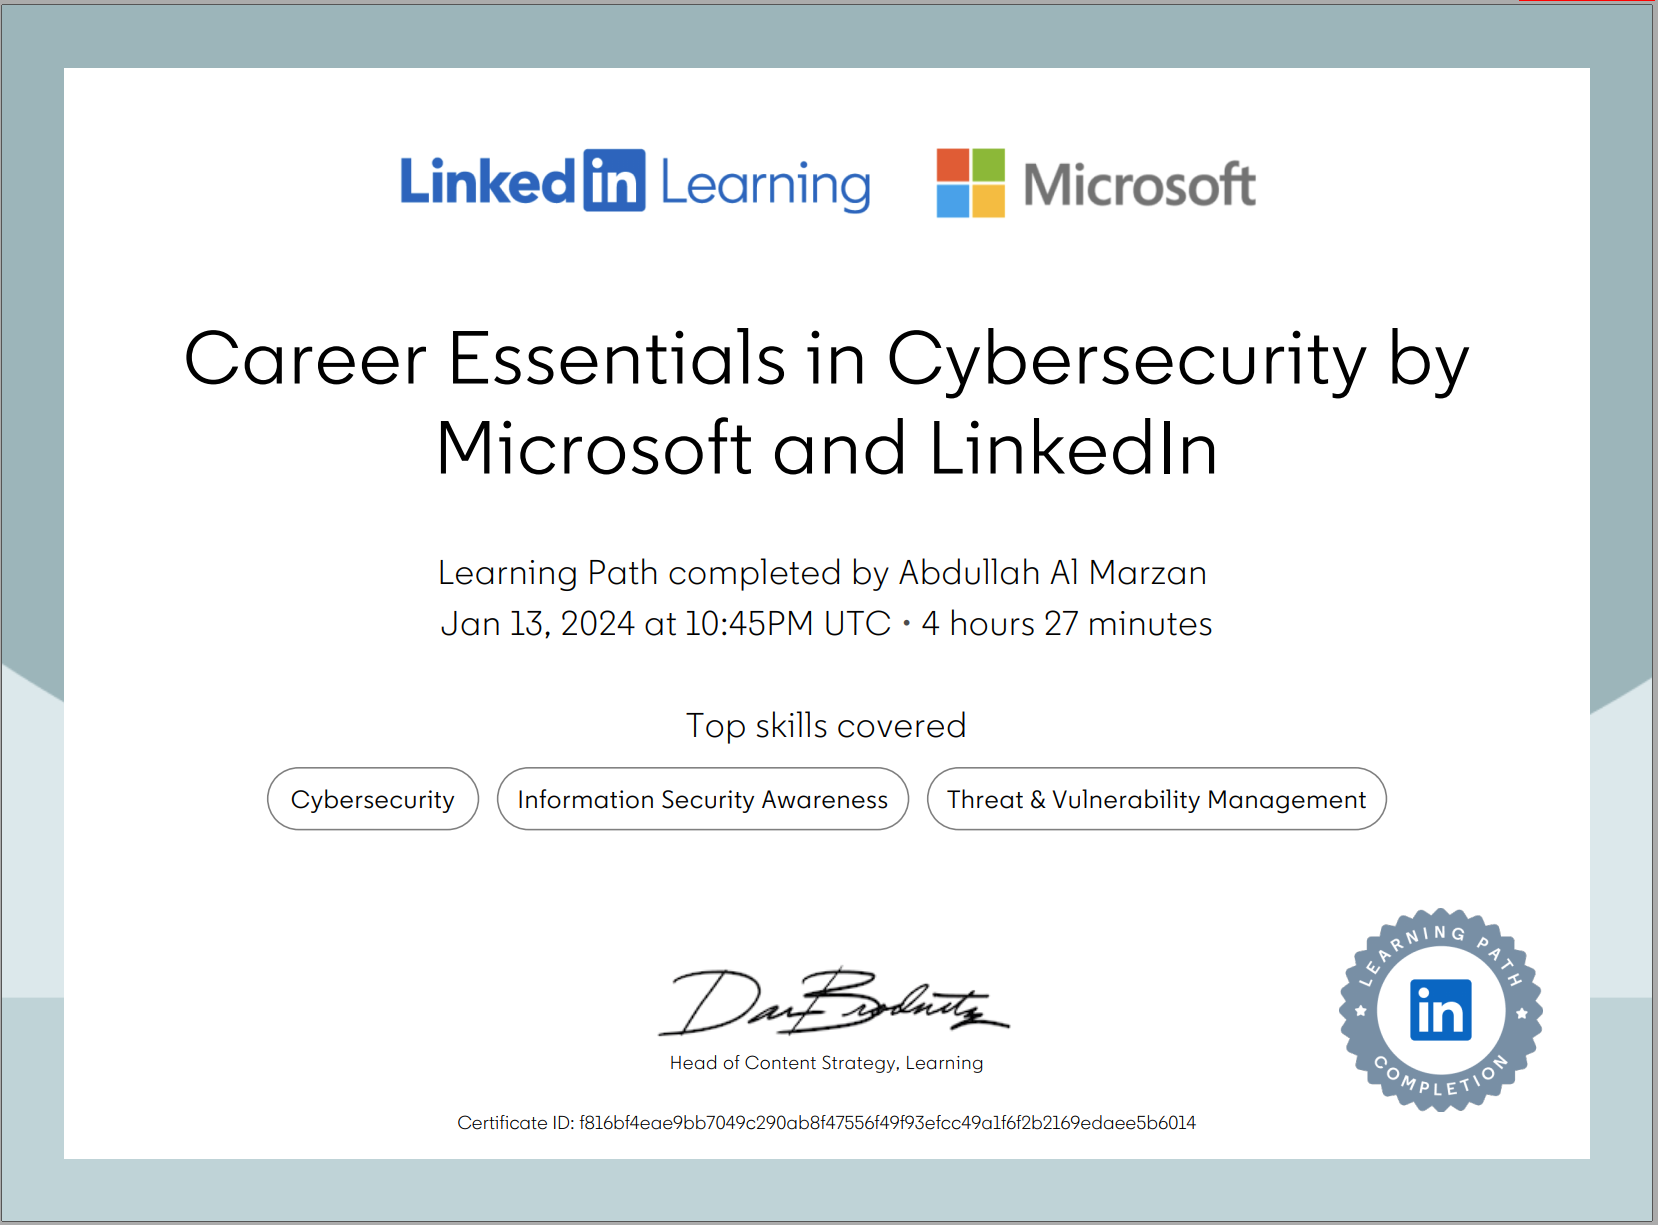 Linked in Learning Microsoft
Career Essentials in Cybersecurity by
Microsoft and LinkedIn
Learning Path completed by Abdullah Al Marzan
Jan 13, 2024 at 10:45PM UTC • 4 hours 27 minutes
Top skills covered
Cybersecurity Information Security Awareness Threat & Vulnerability Management
Dan Brodnitz
Head of Content Strategy, Learning
Certificate ID: f816bf4eae9bb7049c290ab8f47556f49f93efcc49a1f6f2b2169edaee5b6014
LEARNING PATH
in
COMPLETION